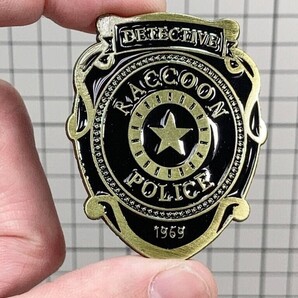 DETECTIVE
RACCOON
POLICE
1969